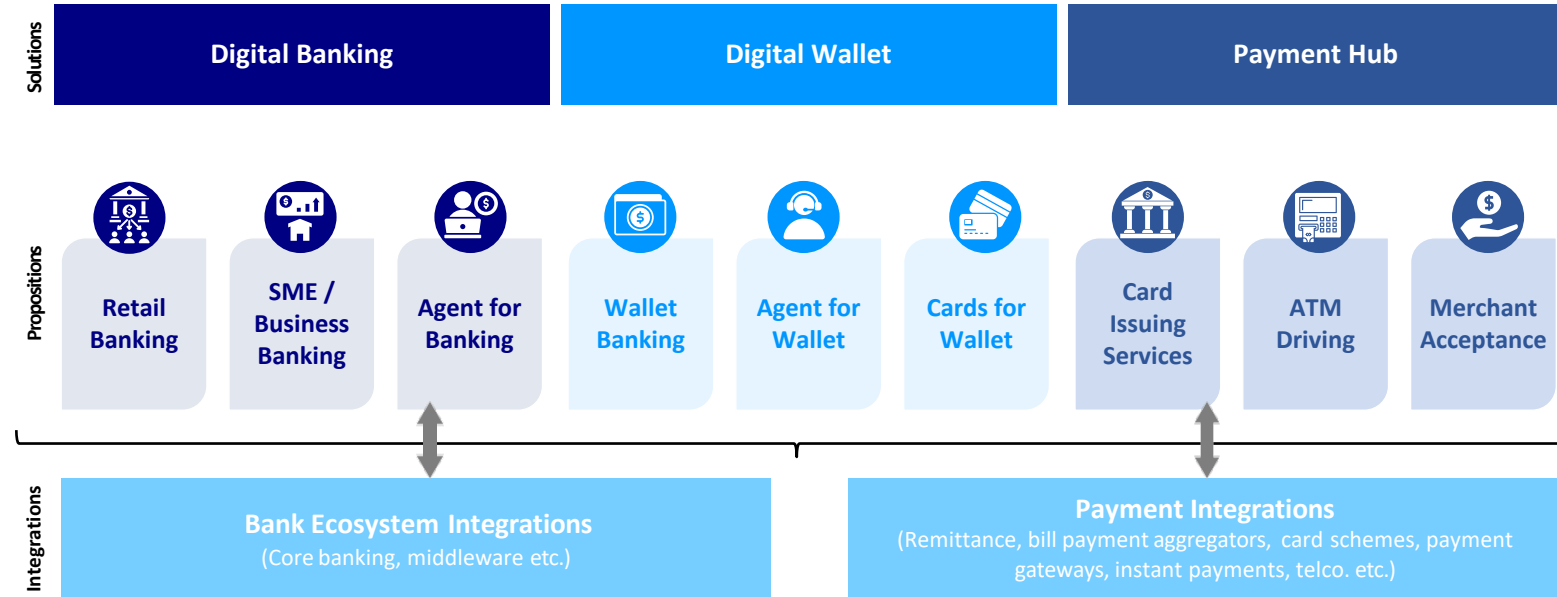 Solutions
Digital Banking
Digital Wallet
Payment Hub
Propositions
Retail
Banking
SME /
Business
Banking
Agent for
Banking
Wallet
Banking
Agent for
Wallet
Cards for
Wallet
Card
Issuing
Services
ATM
Driving
Merchant
Acceptance
Integrations
Bank Ecosystem Integrations
(Core banking, middleware etc.)
Payment Integrations
(Remittance, bill payment aggregators, card schemes, payment
gateways, instant payments, telco. etc.)